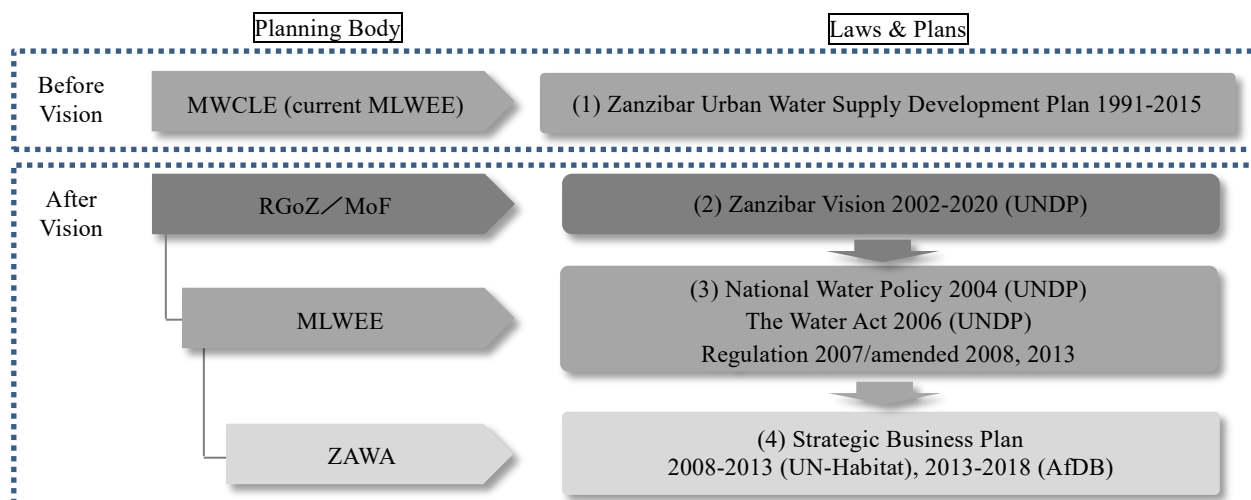 Planning Body
Laws & Plans
Before
Vision
MWCLE (current MLWEE)
(1) Zanzibar Urban Water Supply Development Plan 1991-2015
After
Vision
RGoZ／MoF
(2) Zanzibar Vision 2002-2020 (UNDP)
MLWEE
(3) National Water Policy 2004 (UNDP)
The Water Act 2006 (UNDP)
Regulation 2007/amended 2008, 2013
ZAWA
(4) Strategic Business Plan
2008-2013 (UN-Habitat), 2013-2018 (AfDB)